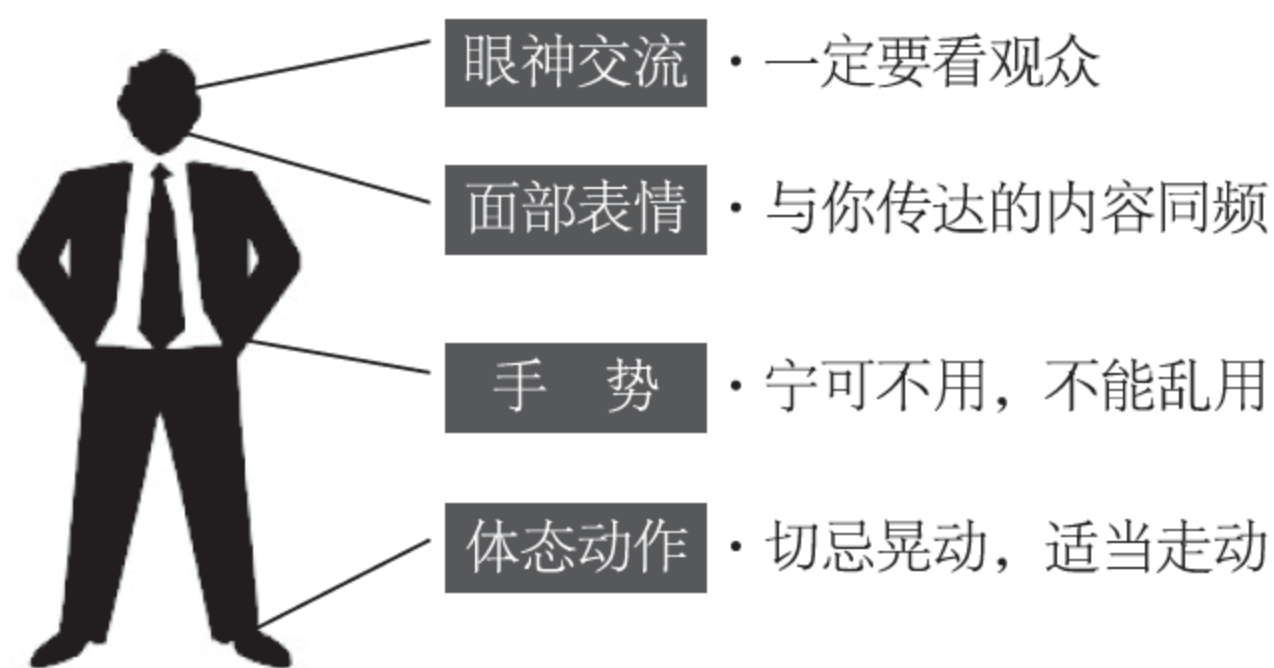 眼神交流 ·一定要看观众
面部表情 ·与你传达的内容同频
手 势 ·宁可不用，不能乱用
体态动作 ·切忌晃动，适当走动